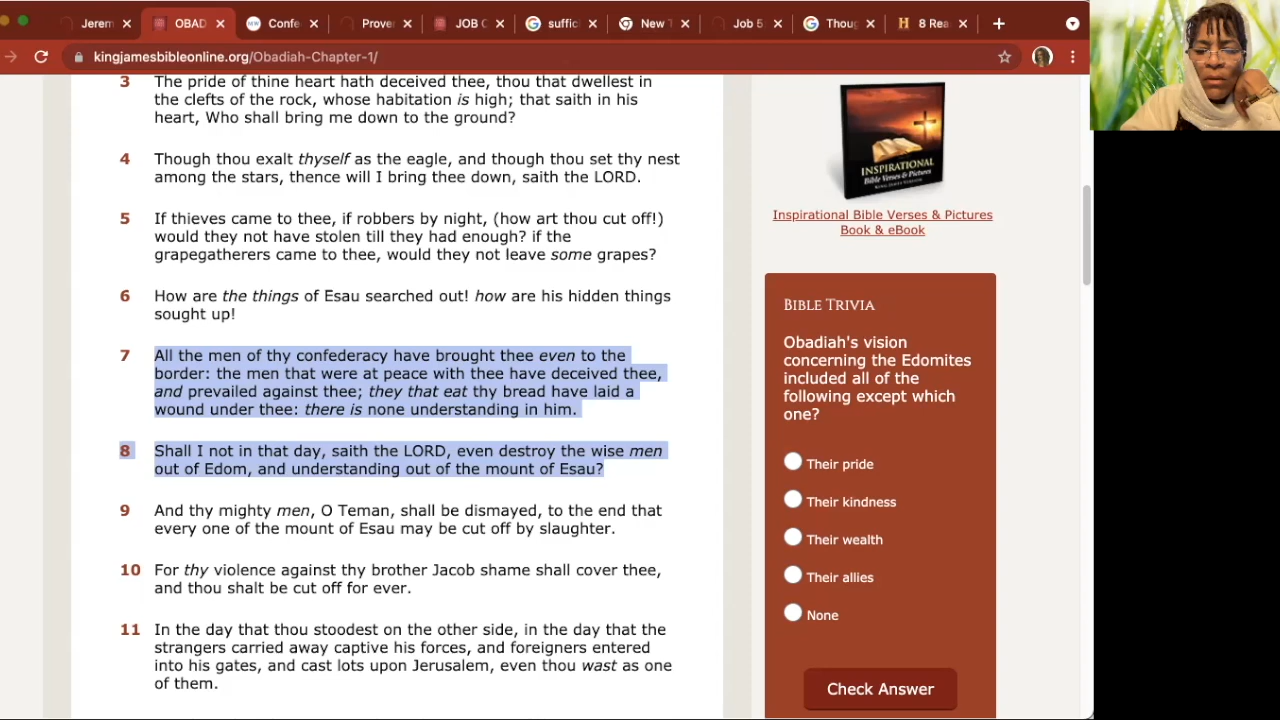 Jerem
OBAD
Confe
Prover
JOB C
suffic
New T
Job 5
Thou
8 Rea
kingjamesbibleonline.org/Obadiah-Chapter-1/
3 The pride of thine heart hath deceived thee, thou that dwellest in
the clefts of the rock, whose habitation is high; that saith in his
heart, Who shall bring me down to the ground?
4 Though thou exalt thyself as the eagle, and though thou set thy nest
among the stars, thence will I bring thee down, saith the LORD.
5 If thieves came to thee, if robbers by night, (how art thou cut off!)
would they not have stolen till they had enough? if the
grapegatherers came to thee, would they not leave some grapes?
6 How are the things of Esau searched out! how are his hidden things
sought up!
7 All the men of thy confederacy have brought thee even to the
border: the men that were at peace with thee have deceived thee,
and prevailed against thee; they that eat thy bread have laid a
wound under thee: there is none understanding in him.
8 Shall I not in that day, saith the LORD, even destroy the wise men
out of Edom, and understanding out of the mount of Esau?
9 And thy mighty men, O Teman, shall be dismayed, to the end that
every one of the mount of Esau may be cut off by slaughter.
10 For thy violence against thy brother Jacob shame shall cover thee,
and thou shalt be cut off for ever.
11 In the day that thou stoodest on the other side, in the day that the
strangers carried away captive his forces, and foreigners entered
into his gates, and cast lots upon Jerusalem, even thou wast as one
of them.
INSPIRATIONAL
Bible Verses & Pictures
KING JAMES VERSION
Inspirational Bible Verses & Pictures
Book & eBook
BIBLE TRIVIA
Obadiah's vision
concerning the Edomites
included all of the
following except which
one?
Their pride
Their kindness
Their wealth
Their allies
None
Check Answer